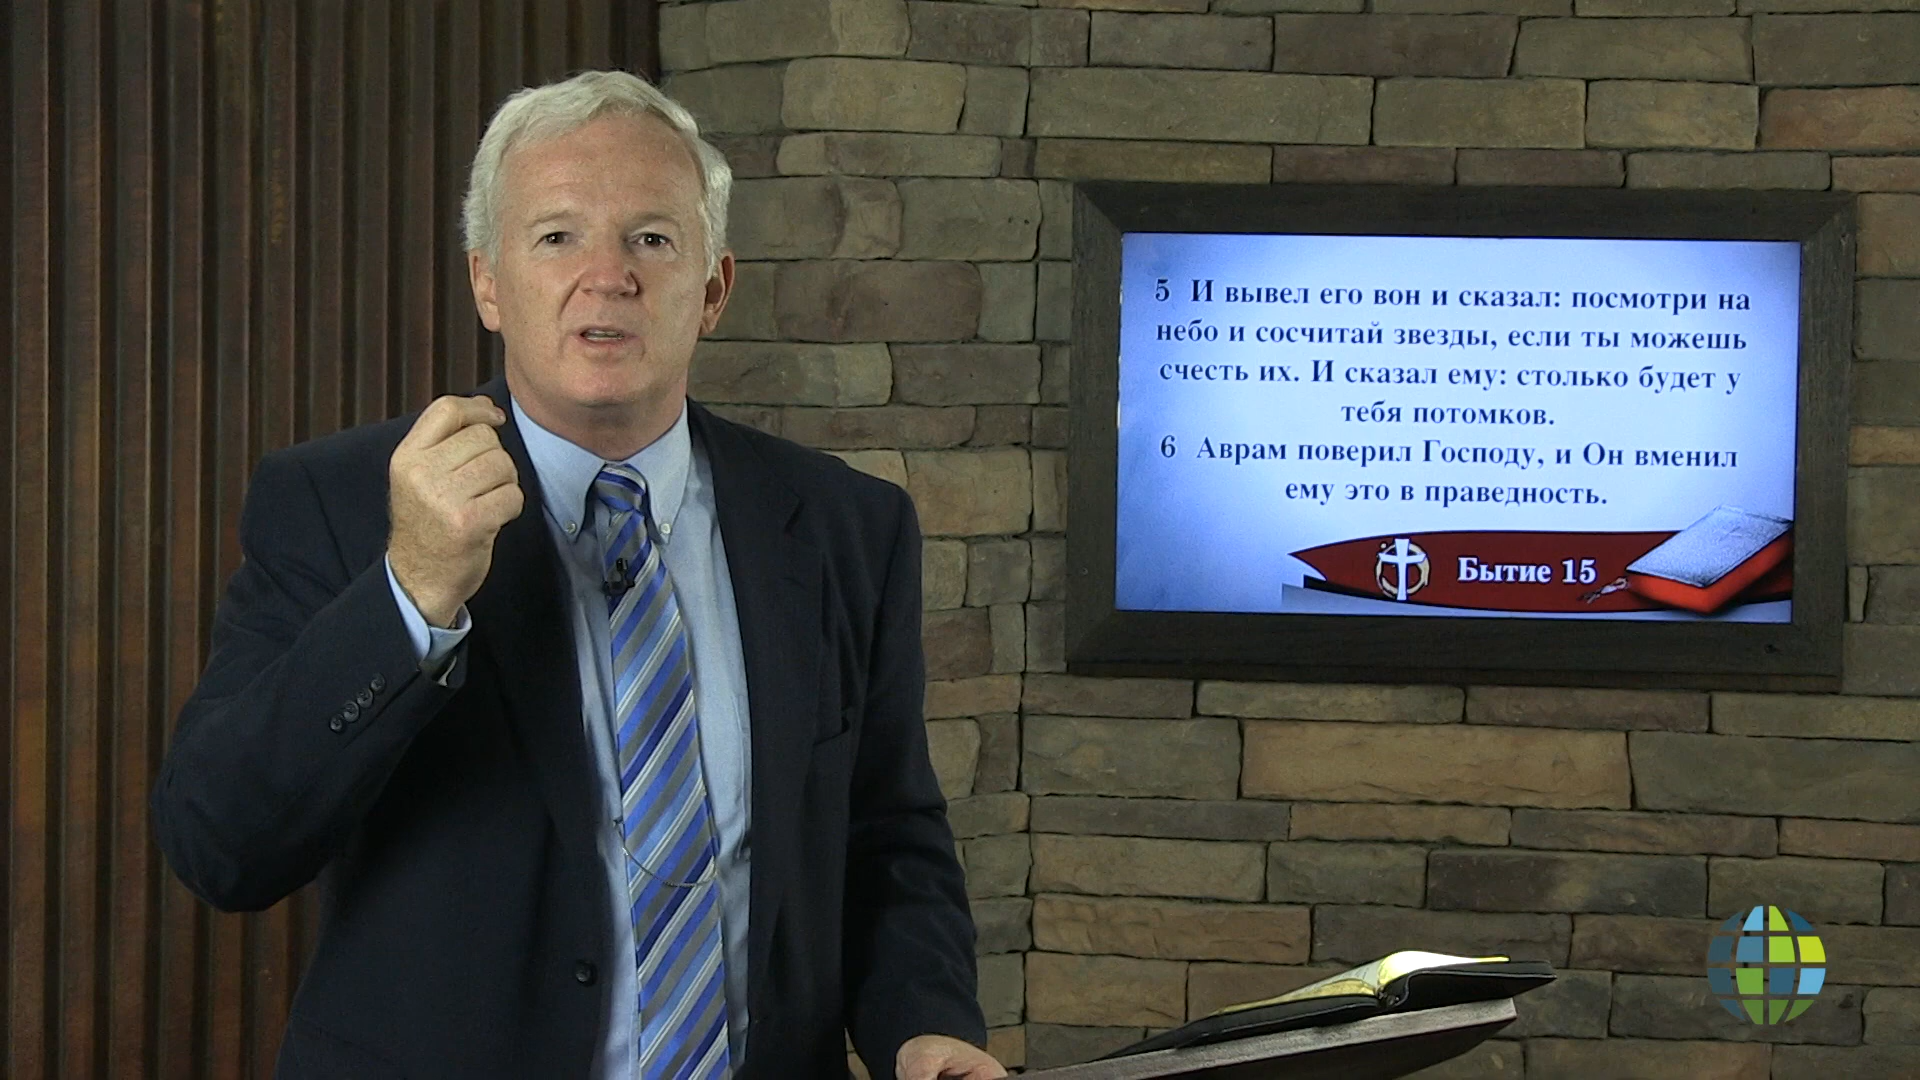 5 И вывел его вон и сказал: посмотри на
небо и сосчитай звезды, если ты можешь
счесть их. И сказал ему: столько будет у
тебя потомков.
6 Аврам поверил Господу, и Он вменил
ему это в праведность.
Бытие 15